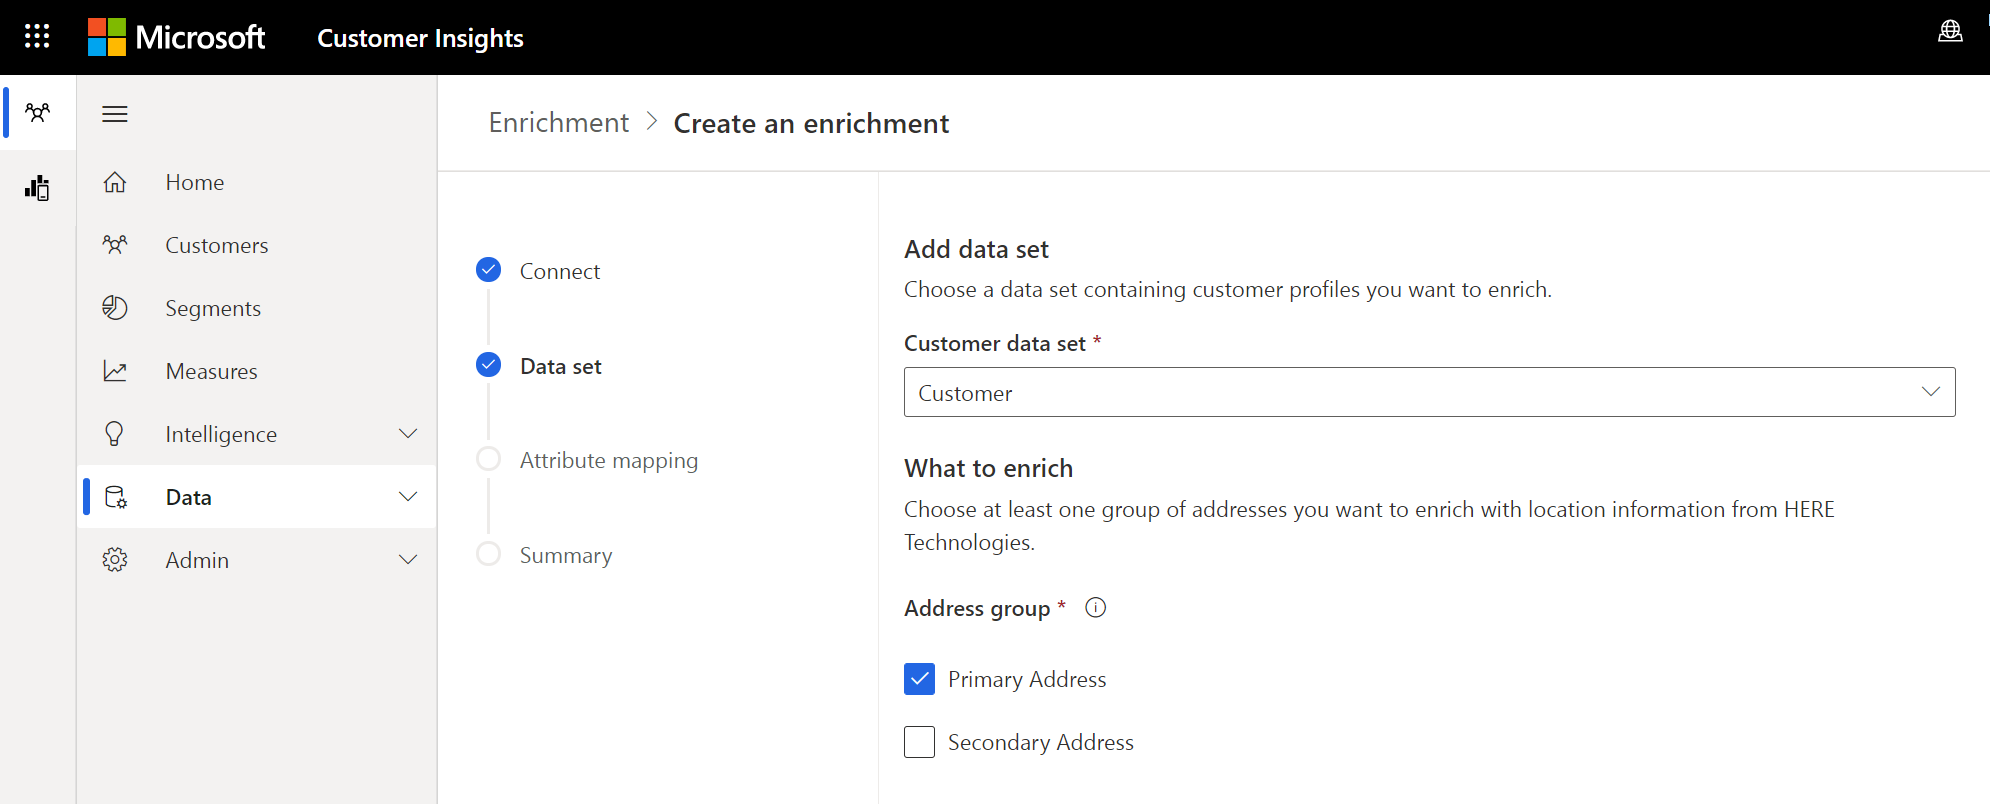 Microsoft
Customer Insights
Enrichment > Create an enrichment
Home
Customers
Segments
Measures
Intelligence
Data
Admin
Connect
Data set
Attribute mapping
Summary
Add data set
Choose a data set containing customer profiles you want to enrich.
Customer data set *
Customer
What to enrich
Choose at least one group of addresses you want to enrich with location information from HERE
Technologies.
Address group *
Primary Address
Secondary Address